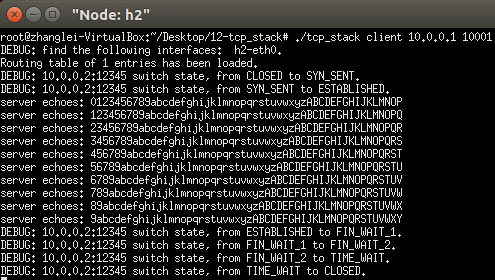 "Node: h2"
root@zhanglei-VirtualBox:~/Desktop/12-tcp_stack# ./tcp_stack client 10.0.0.1 10001
DEBUG: find the following interfaces:  h2-eth0.
Routing table of 1 entries has been loaded.
DEBUG: 10.0.0.2:12345 switch state, from CLOSED to SYN_SENT.
DEBUG: 10.0.0.2:12345 switch state, from SYN_SENT to ESTABLISHED.
server echoes: 0123456789abcdefghijklmnopqrstuvwxyzABCDEFGHIJKLMNOP
server echoes: 123456789abcdefghijklmnopqrstuvwxyzABCDEFGHIJKLMNOPQ
server echoes: 23456789abcdefghijklmnopqrstuvwxyzABCDEFGHIJKLMNOPQR
server echoes: 3456789abcdefghijklmnopqrstuvwxyzABCDEFGHIJKLMNOPQRS
server echoes: 456789abcdefghijklmnopqrstuvwxyzABCDEFGHIJKLMNOPQRST
server echoes: 56789abcdefghijklmnopqrstuvwxyzABCDEFGHIJKLMNOPQRSTU
server echoes: 6789abcdefghijklmnopqrstuvwxyzABCDEFGHIJKLMNOPQRSTUV
server echoes: 789abcdefghijklmnopqrstuvwxyzABCDEFGHIJKLMNOPQRSTUVW
server echoes: 89abcdefghijklmnopqrstuvwxyzABCDEFGHIJKLMNOPQRSTUVWX
server echoes: 9abcdefghijklmnopqrstuvwxyzABCDEFGHIJKLMNOPQRSTUVWXY
DEBUG: 10.0.0.2:12345 switch state, from ESTABLISHED to FIN_WAIT_1.
DEBUG: 10.0.0.2:12345 switch state, from FIN_WAIT_1 to FIN_WAIT_2.
DEBUG: 10.0.0.2:12345 switch state, from FIN_WAIT_2 to TIME_WAIT.
DEBUG: 10.0.0.2:12345 switch state, from TIME_WAIT to CLOSED.